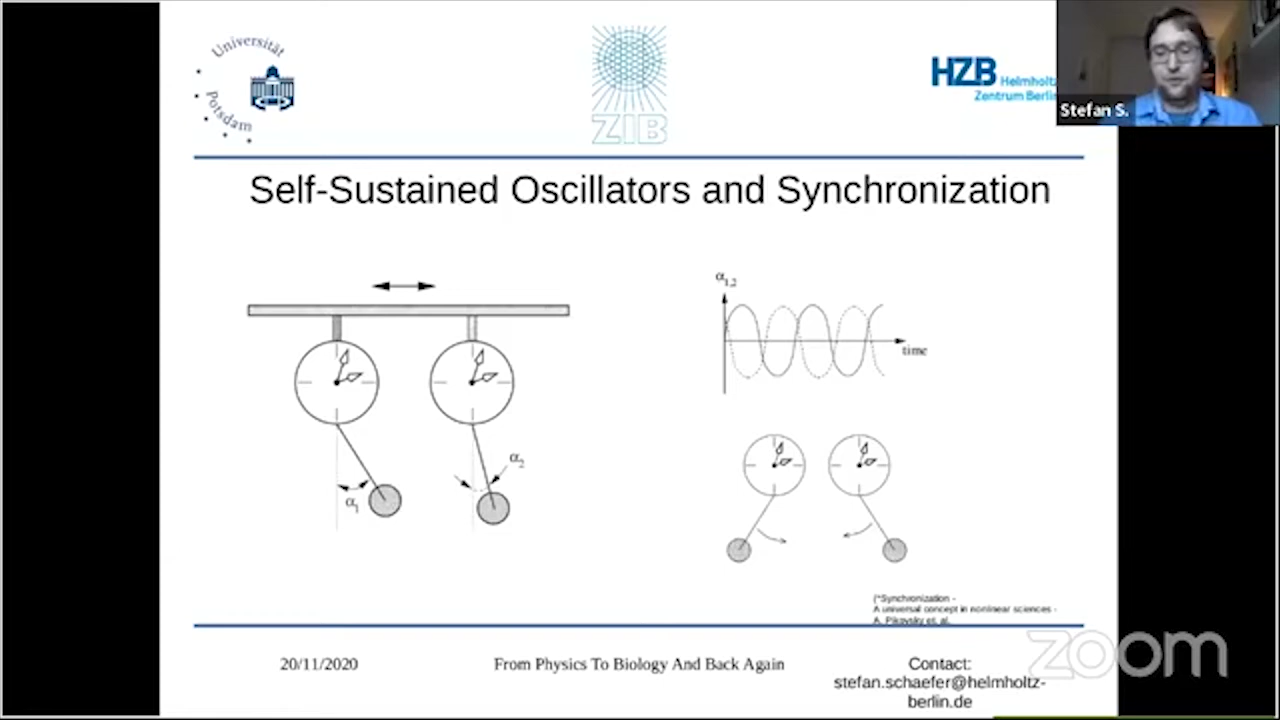 Universität
Potsdam
ZIB
HZB Helmholtz
Zentrum Berlin
Stefan S.
Self-Sustained Oscillators and Synchronization
α1,2
time
α2
α1
("Synchronization -
A universal concept in nonlinear sciences -
A. Pikovsky et. al.
20/11/2020
From Physics To Biology And Back Again
Contact:
stefan.schaefer@helmholtz-
berlin.de
zoom